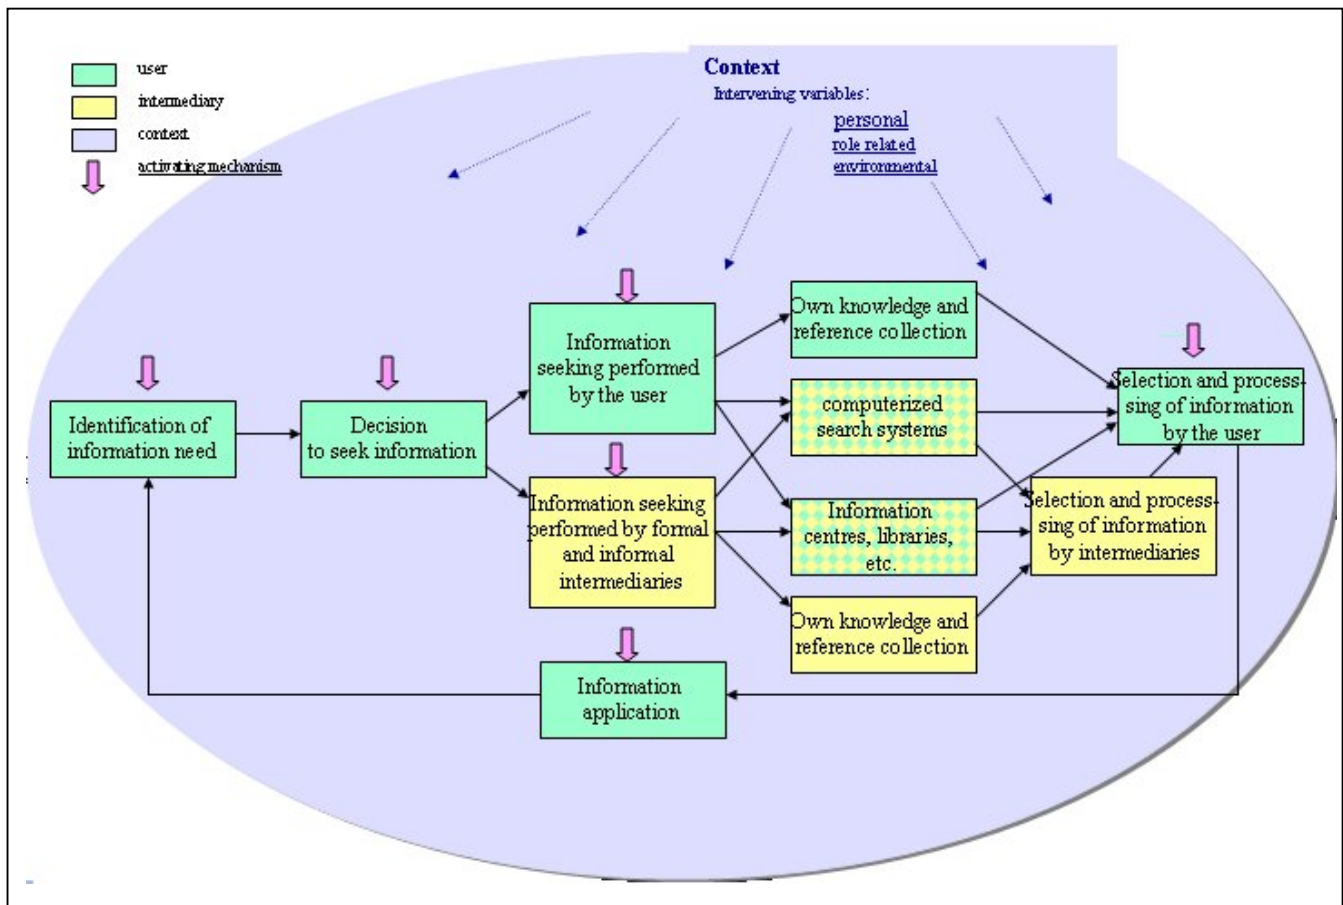 user
intermediary
context
activating mechanism
Context
Intervening variables:
personal
role related
environmental
Identification of
information need
Decision
to seek information
Information
seeking performed
by the user
Information seeking
performed by formal
and informal
intermediaries
Own knowledge and
reference collection
computerized
search systems
Information
centres, libraries,
etc.
Own knowledge and
reference collection
Selection and process-
sing of information
by the user
Selection and process-
sing of information
by intermediaries
Information
application